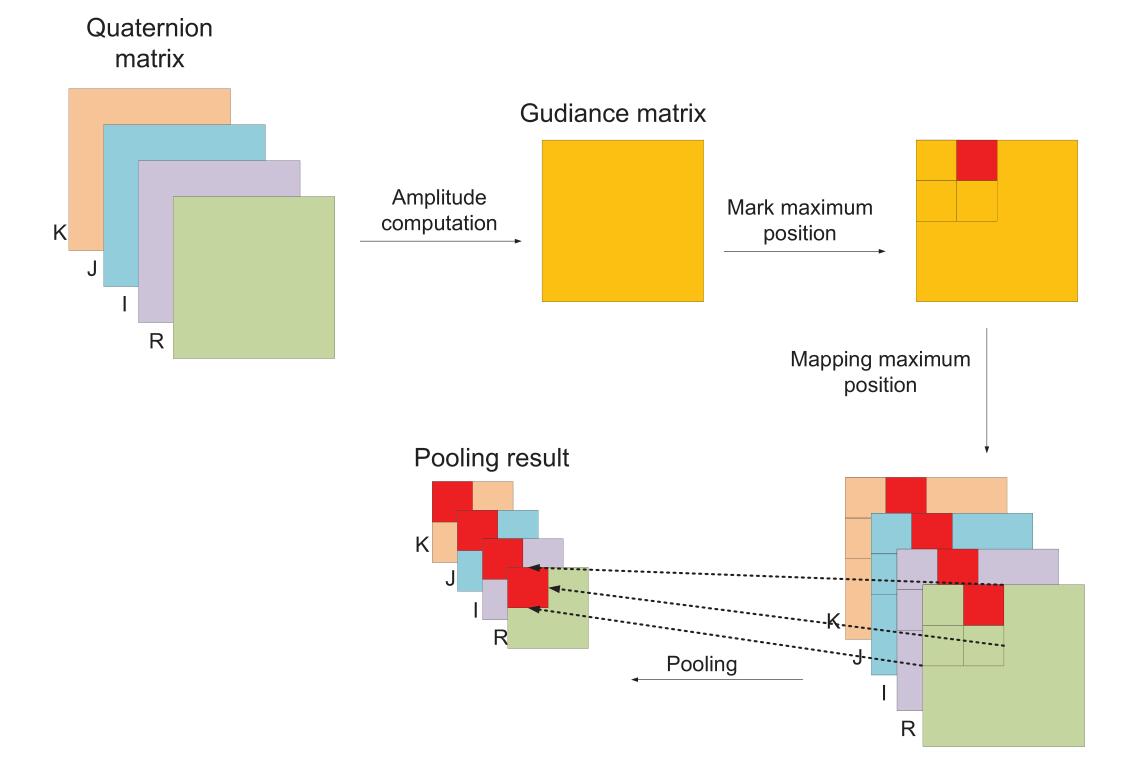 Quaternion
matrix
K
J
I
R
Amplitude
computation
Gudiance matrix
Mark maximum
position
Mapping maximum
position
K
J
I
R
Pooling
Pooling result
K
J
I
R